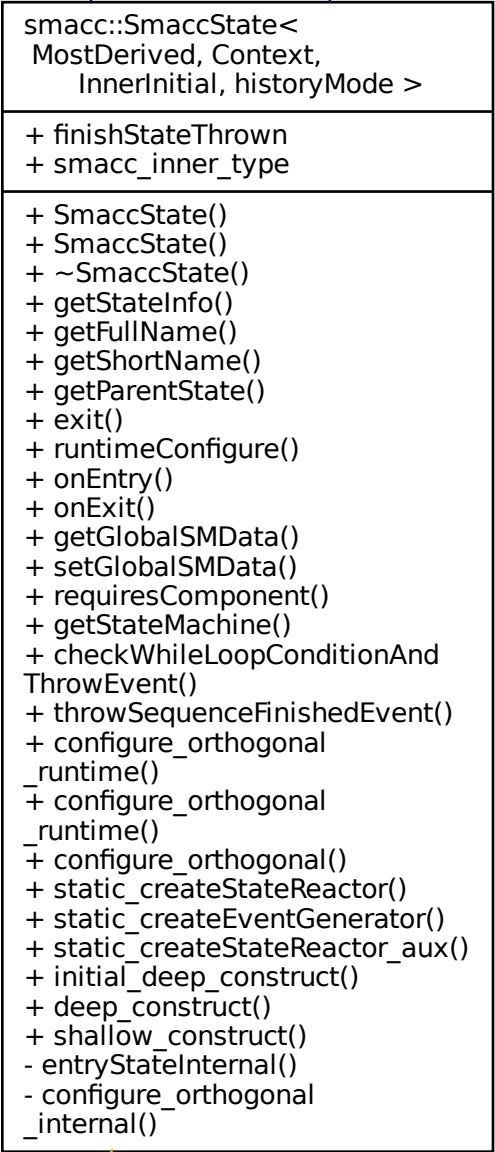 smacc::SmaccState<
MostDerived, Context,
InnerInitial, historyMode >
+ finishStateThrown
+ smacc_inner_type
+ SmaccState()
+ SmaccState()
+ ~SmaccState()
+ getStateInfo()
+ getFullName()
+ getShortName()
+ getParentState()
+ exit()
+ runtimeConfigure()
+ onEntry()
+ onExit()
+ getGlobalSMData()
+ setGlobalSMData()
+ requiresComponent()
+ getStateMachine()
+ checkWhileLoopConditionAnd
ThrowEvent()
+ throwSequenceFinishedEvent()
+ configure_orthogonal
_runtime()
+ configure_orthogonal
_runtime()
+ configure_orthogonal()
+ static_createStateReactor()
+ static_createEventGenerator()
+ static_createStateReactor_aux()
+ initial_deep_construct()
+ deep_construct()
+ shallow_construct()
- entryStateInternal()
- configure_orthogonal
_internal()